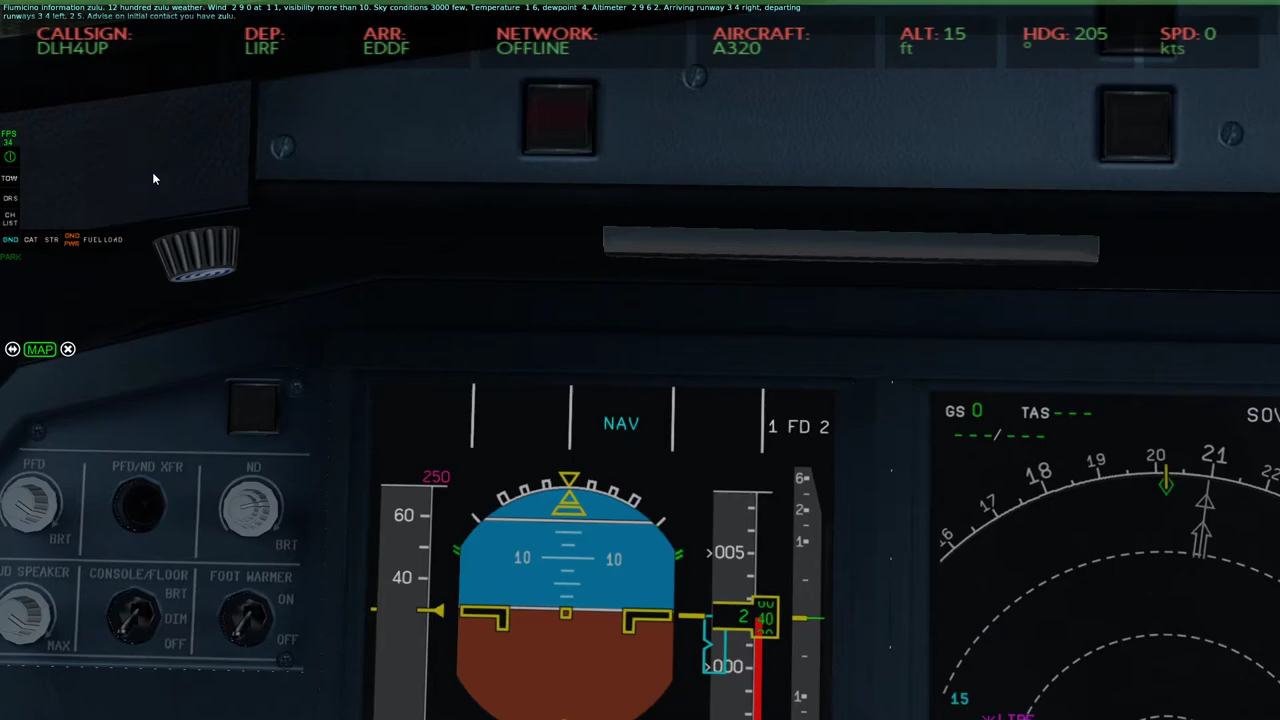 Fiumicino information zulu. 12 hundred zulu weather. Wind 2 9 0 at 1 1, visibility more than 10. Sky conditions 3000 few, Temperature 1 6, dewpoint 4. Altimeter 2 9 6 2. Arriving runway 3 4 right, departing
runways 3 4 left, 2 5. Advise on initial contact you have zulu.
CALLSIGN: DEP: ARR: NETWORK: AIRCRAFT: ALT: 15 HDG: 205 SPD: 0
DLH4UP LIRF EDDF OFFLINE A320 ft ° kts
FPS
34
TOW
DRS
CH
LIST
GND CAT STR GND PWR FUEL LOAD
PARK
MAP
NAV
1 FD 2
GS 0 TAS ---
---/---
250
PFD PFD/ND XFR ND
BRT BRT
UD SPEAKER CONSOLE/FLOOR FOOT WARMER
BRT ON
DIM
MAX OFF OFF
60
40
10 10
005
2 40
000
6
2
1
1
17 18 19 20 21
15